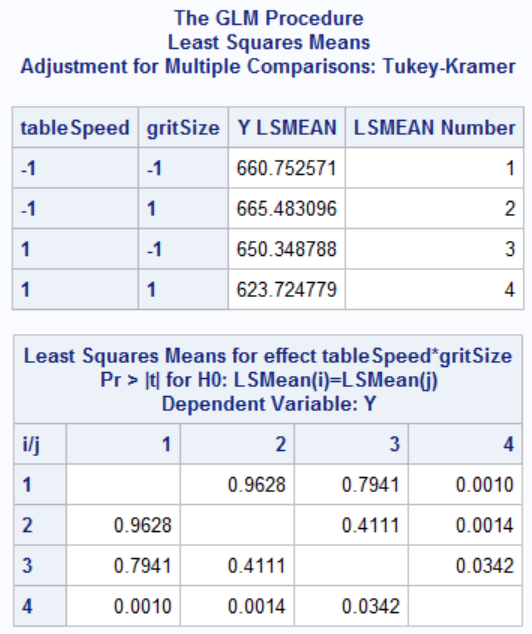 The GLM Procedure
Least Squares Means
Adjustment for Multiple Comparisons: Tukey-Kramer
tableSpeed gritSize Y LSMEAN LSMEAN Number
-1 -1 660.752571 1
-1 1 665.483096 2
1 -1 650.348788 3
1 1 623.724779 4
Least Squares Means for effect tableSpeed*gritSize
Pr > |t| for H0: LSMean(i)=LSMean(j)
Dependent Variable: Y
i/j 1 2 3 4
1 0.9628 0.7941 0.0010
2 0.9628 0.4111 0.0014
3 0.7941 0.4111 0.0342
4 0.0010 0.0014 0.0342